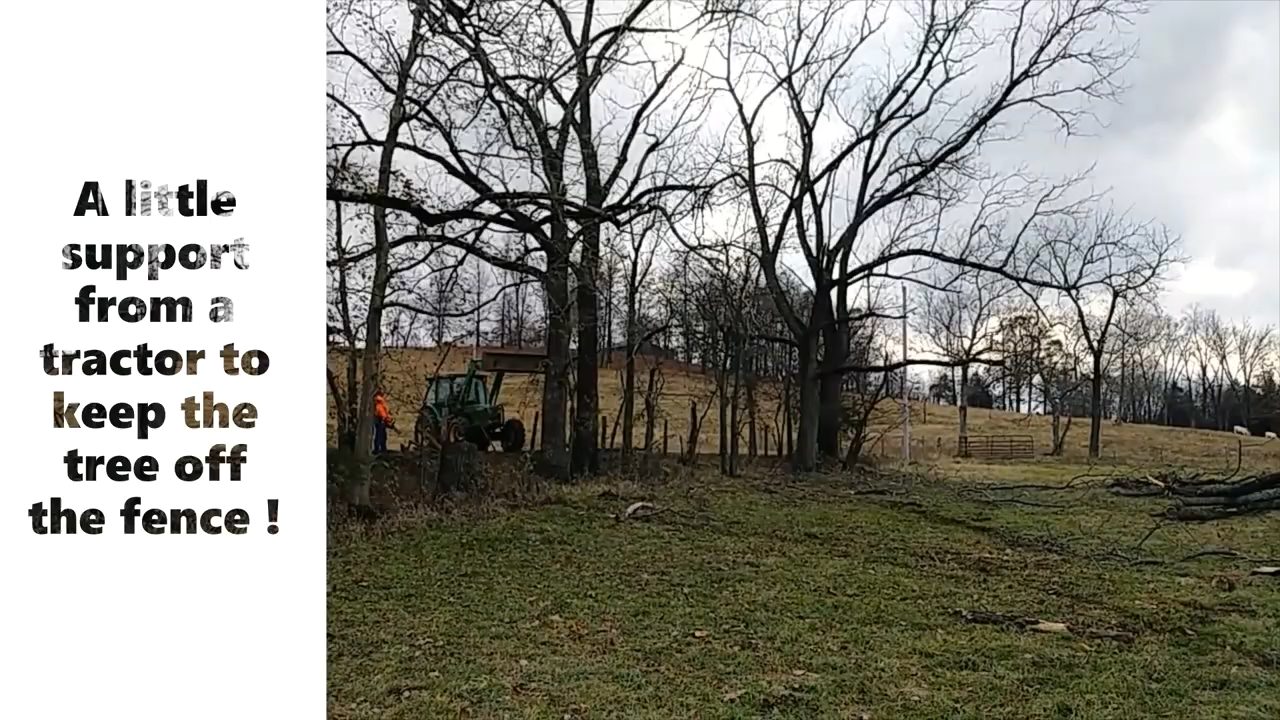 A little
support
from a
tractor to
keep the
tree off
the fence !